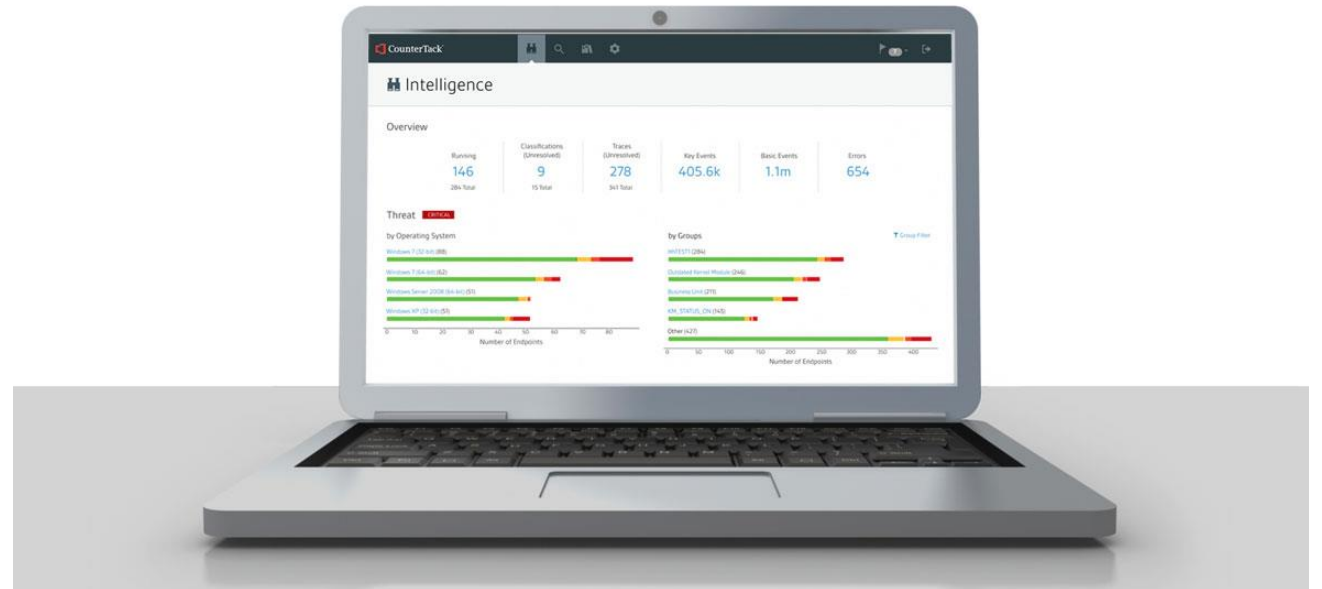 CounterTack
Intelligence
Overview
Running
146
284 Total
Classifications
(Unresolved)
9
15 Total
Traces
(Unresolved)
278
341 Total
Key Events
405.6k
Basic Events
1.1m
Errors
654
Threat CRITICAL
by Operating System
Windows 7 (32-bit) (88)
Windows 7 (64-bit) (62)
Windows Server 2008 (64-bit) (51)
Windows XP (32-bit) (51)
0 10 20 30 40 50 60 70 80
Number of Endpoints
by Groups
Group Filter
(284)
Outdated Kernel Module (246)
Business Unit (211)
KM_STATUS_ON (145)
Other (427)
0 50 100 150 200 250 300 350 400
Number of Endpoints